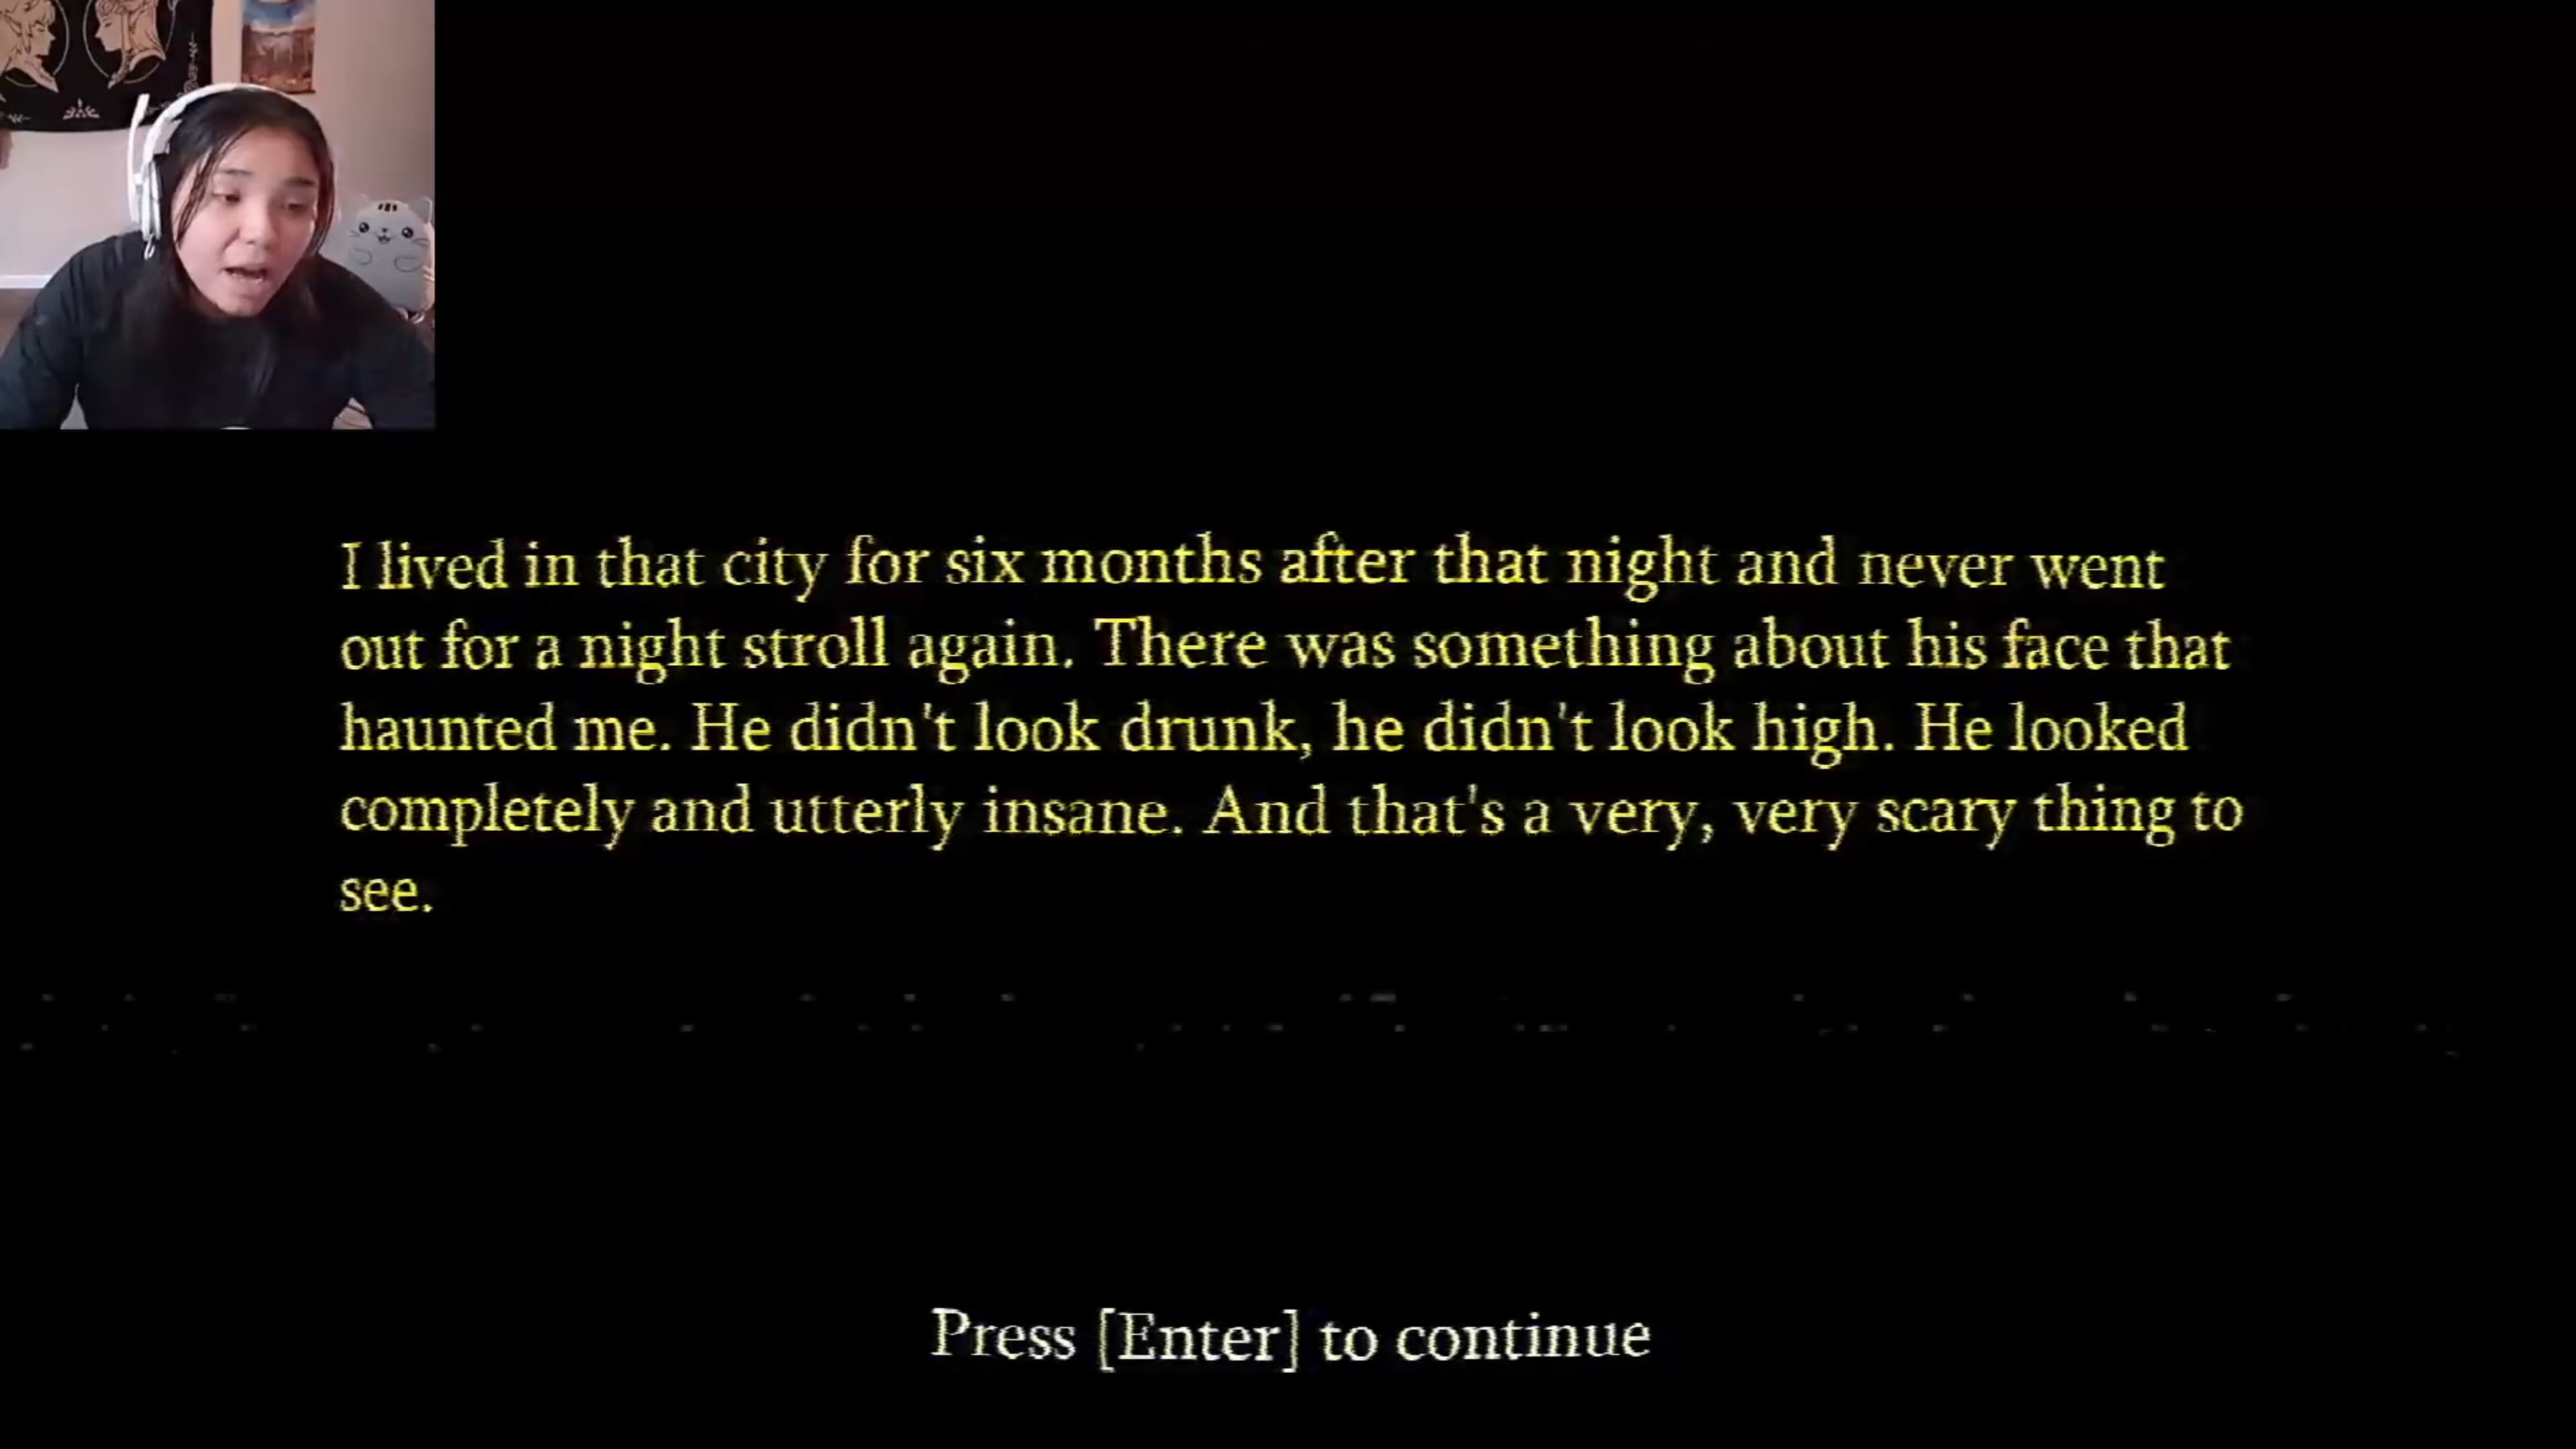 I lived in that city for six months after that night and never went
out for a night stroll again. There was something about his face that
haunted me. He didn't look drunk, he didn't look high. He looked
completely and utterly insane. And that's a very, very scary thing to
see.
Press [Enter] to continue